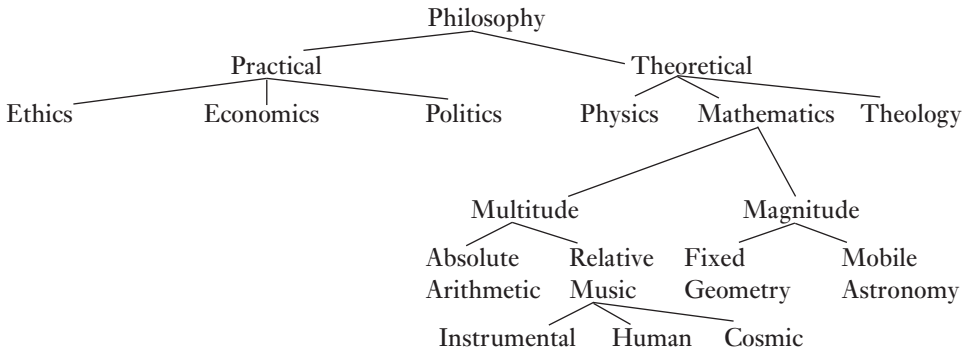 Philosophy
Practical Theoretical
Ethics Economics Politics Physics Mathematics Theology
Multitude Magnitude
Absolute Relative Fixed Mobile
Arithmetic Music Geometry Astronomy
Instrumental Human Cosmic